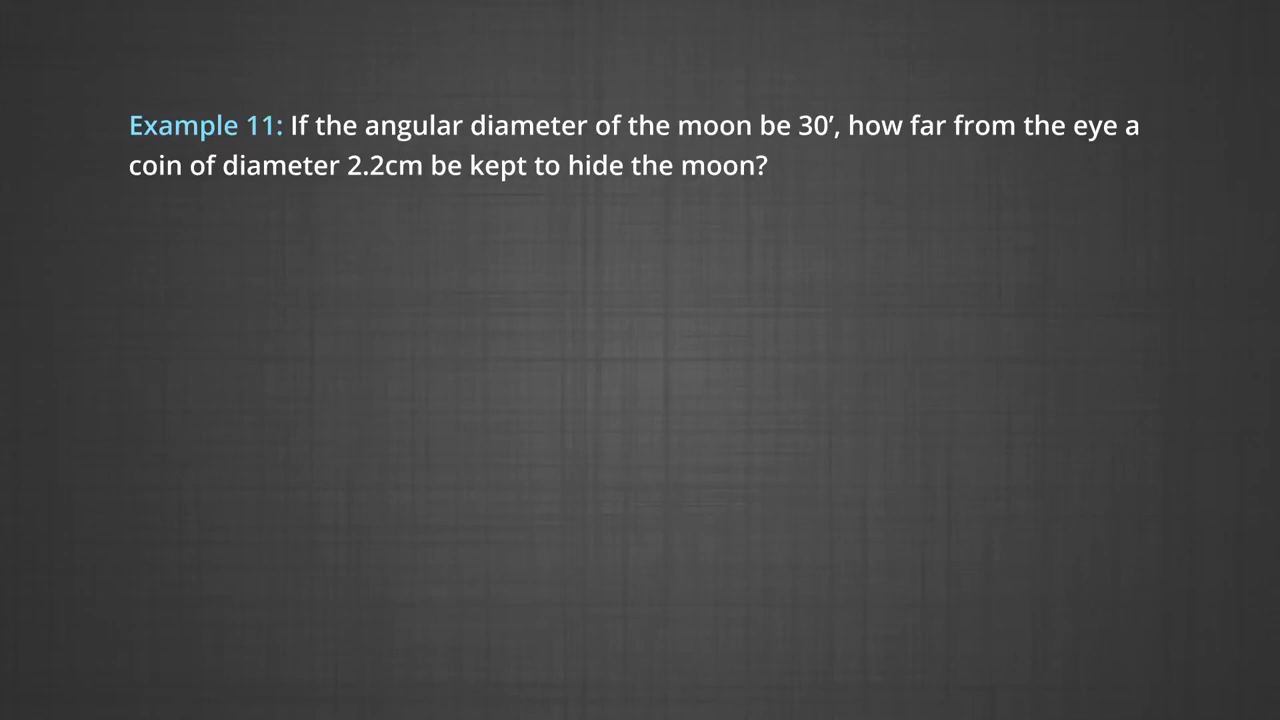 Example 11: If the angular diameter of the moon be 30′, how far from the eye a
coin of diameter 2.2cm be kept to hide the moon?